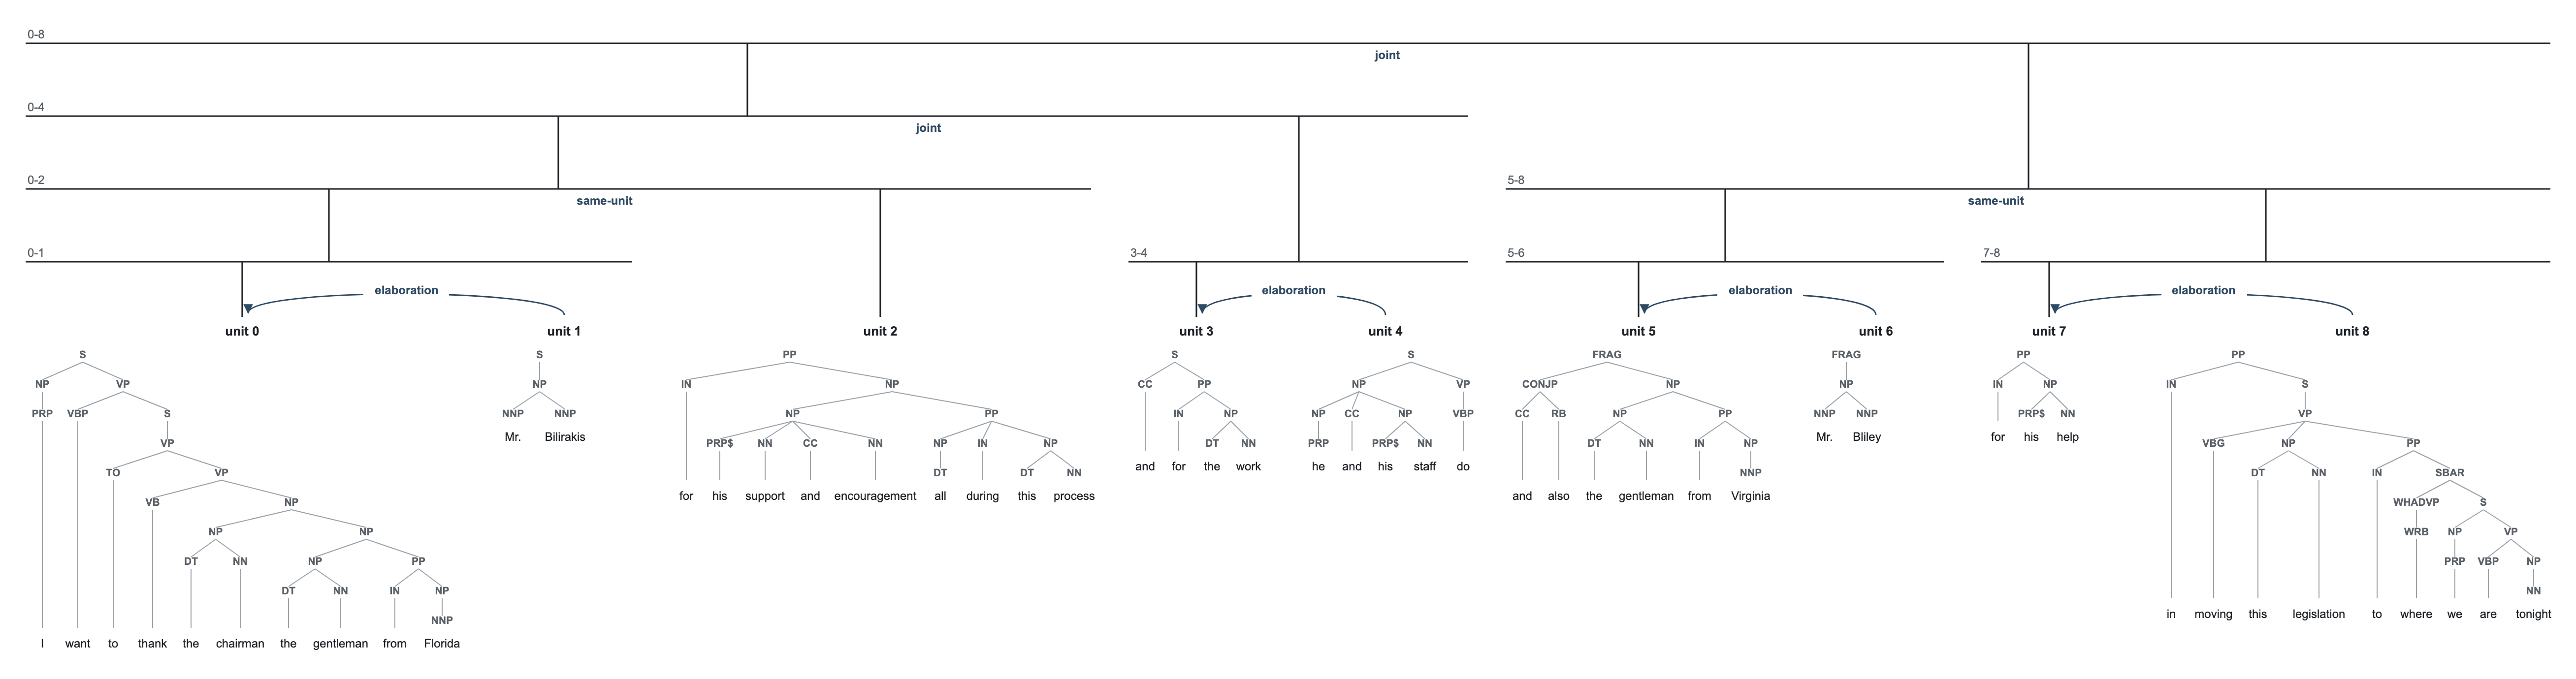 0-8
joint
0-4
joint
0-2 5-8
same-unit same-unit
0-1 3-4 5-6 7-8
elaboration elaboration elaboration elaboration
unit 0 unit 1 unit 2 unit 3 unit 4 unit 5 unit 6 unit 7 unit 8
S S PP S S FRAG FRAG PP PP
NP VP NP IN NP CC PP NP VP CONJP NP NP IN NP IN S
PRP VBP S NNP NNP NP PP IN NP NP CC NP VBP CC RB NP PP NNP NNP PRP$ NN VP
Mr. Bilirakis Mr. Bliley for his help
VP PRP$ NN CC NN NP IN NP DT NN PRP PRP$ NN DT NN IN NP VBG NP PP
and for the work he and his staff do
TO VP DT DT NN NNP DT NN IN SBAR
for his support and encouragement all during this process and also the gentleman from Virginia
VB NP WHADVP S
NP NP WRB NP VP
DT NN NP PP PRP VBP NP
DT NN IN NP NN
in moving this legislation to where we are tonight
NNP
I want to thank the chairman the gentleman from Florida